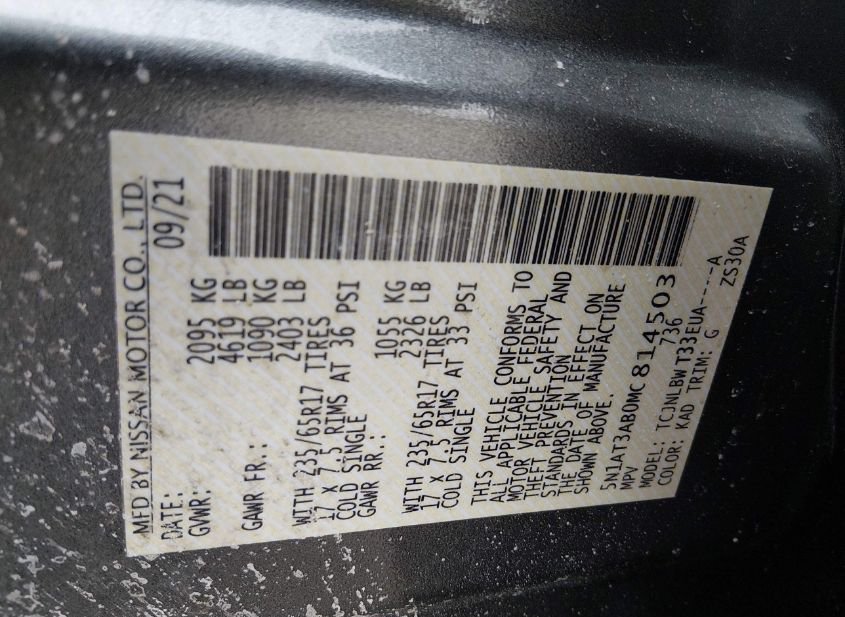 MFD BY NISSAN MOTOR CO., LTD.
DATE: 09/21
GVWR: 2095 KG
4619 LB
GAWR FR.: 1090 KG
2403 LB
WITH 235/65R17 TIRES
17 X 7.5 RIMS AT 36 PSI
COLD SINGLE
GAWR RR.: 1055 KG
2326 LB
WITH 235/65R17 TIRES
17 X 7.5 RIMS AT 33 PSI
COLD SINGLE
THIS VEHICLE CONFORMS TO
ALL APPLICABLE FEDERAL
MOTOR VEHICLE SAFETY AND
THEFT PREVENTION
STANDARDS IN EFFECT ON
THE DATE OF MANUFACTURE
SHOWN ABOVE.
5N1AT3AB0MC814503
MPV 736
MODEL: TCJNLBWT33EUA----A
COLOR: KAD TRIM: G ZS30A